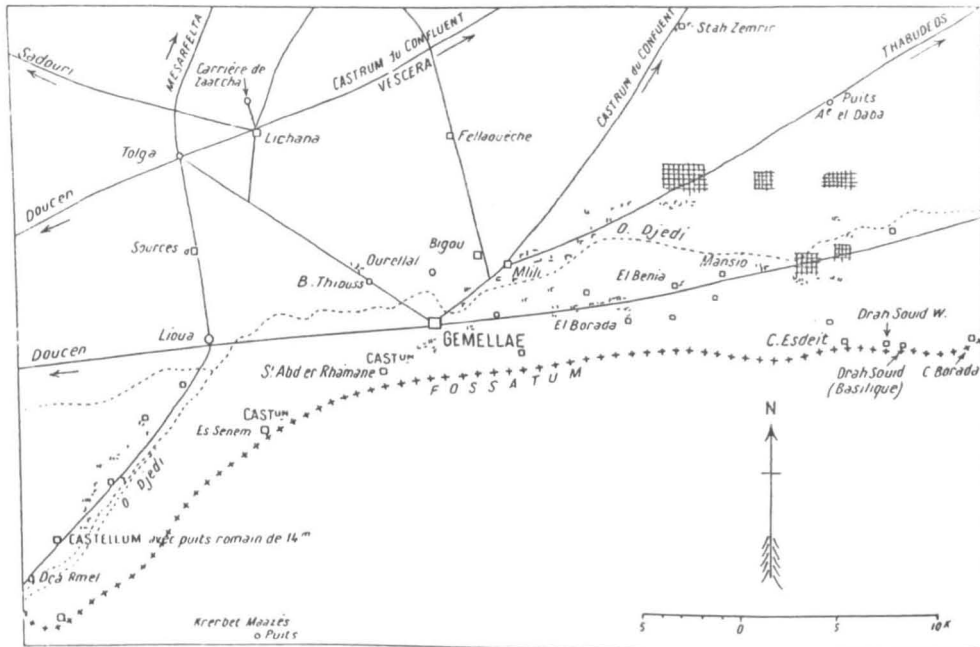 Sadouri
MESARFELTA
Carrière de
Zaatcha
CASTRUM du CONFLUENT
VESCERA
CASTRUM du CONFLUENT
Stah Zemrir
THABUDEOS
Lichana
Fellaouèche
Puits
el Daba
Tolga
Doucen
Sources
Bigou
O. Djedi
Ourellal
Mlili
B. Thiouss
El Benia
Mansio
El Borada
Lioua
GEMELLAE
Drah Souid W.
Doucen
CASTUM
C. Esdeit
St Abd er Rhamane
FOSSATUM
Drah Souid
(Basilique)
C Borada
CASTUM
N
Es Senem
O Djedi
CASTELLUM avec puits romain de 14m
Dra Rmel
Krerbet Maazès
Puits
5 0 5 10K